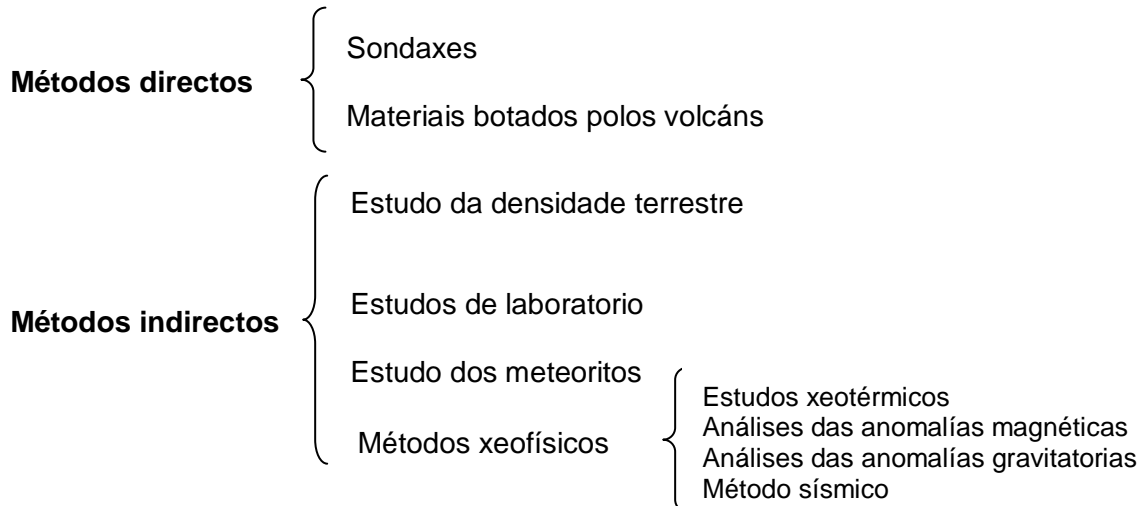 Métodos directos
Sondaxes
Materiais botados polos volcáns
Métodos indirectos
Estudo da densidade terrestre
Estudos de laboratorio
Estudo dos meteoritos
Métodos xeofísicos
Estudos xeotérmicos
Análises das anomalías magnéticas
Análises das anomalías gravitatorias
Método sísmico